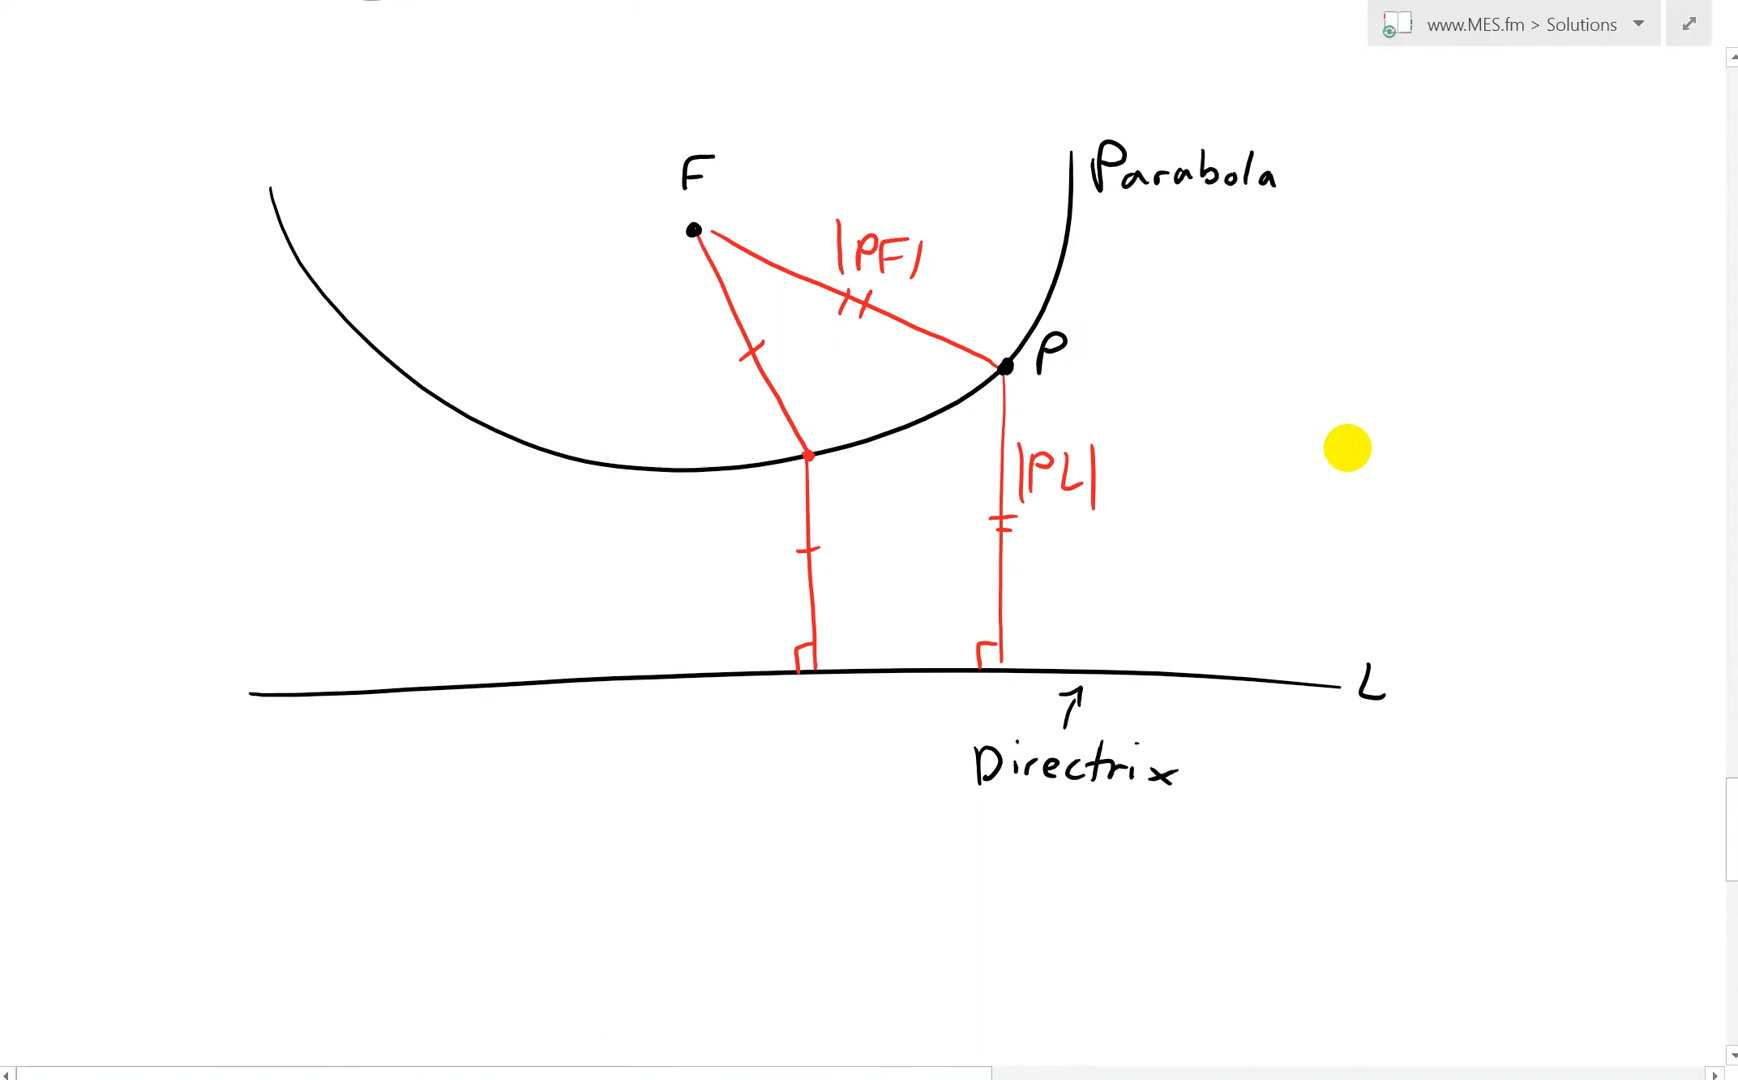 www.MES.fm > Solutions
F
Parabola
|PF|
P
|PL|
L
Directrix